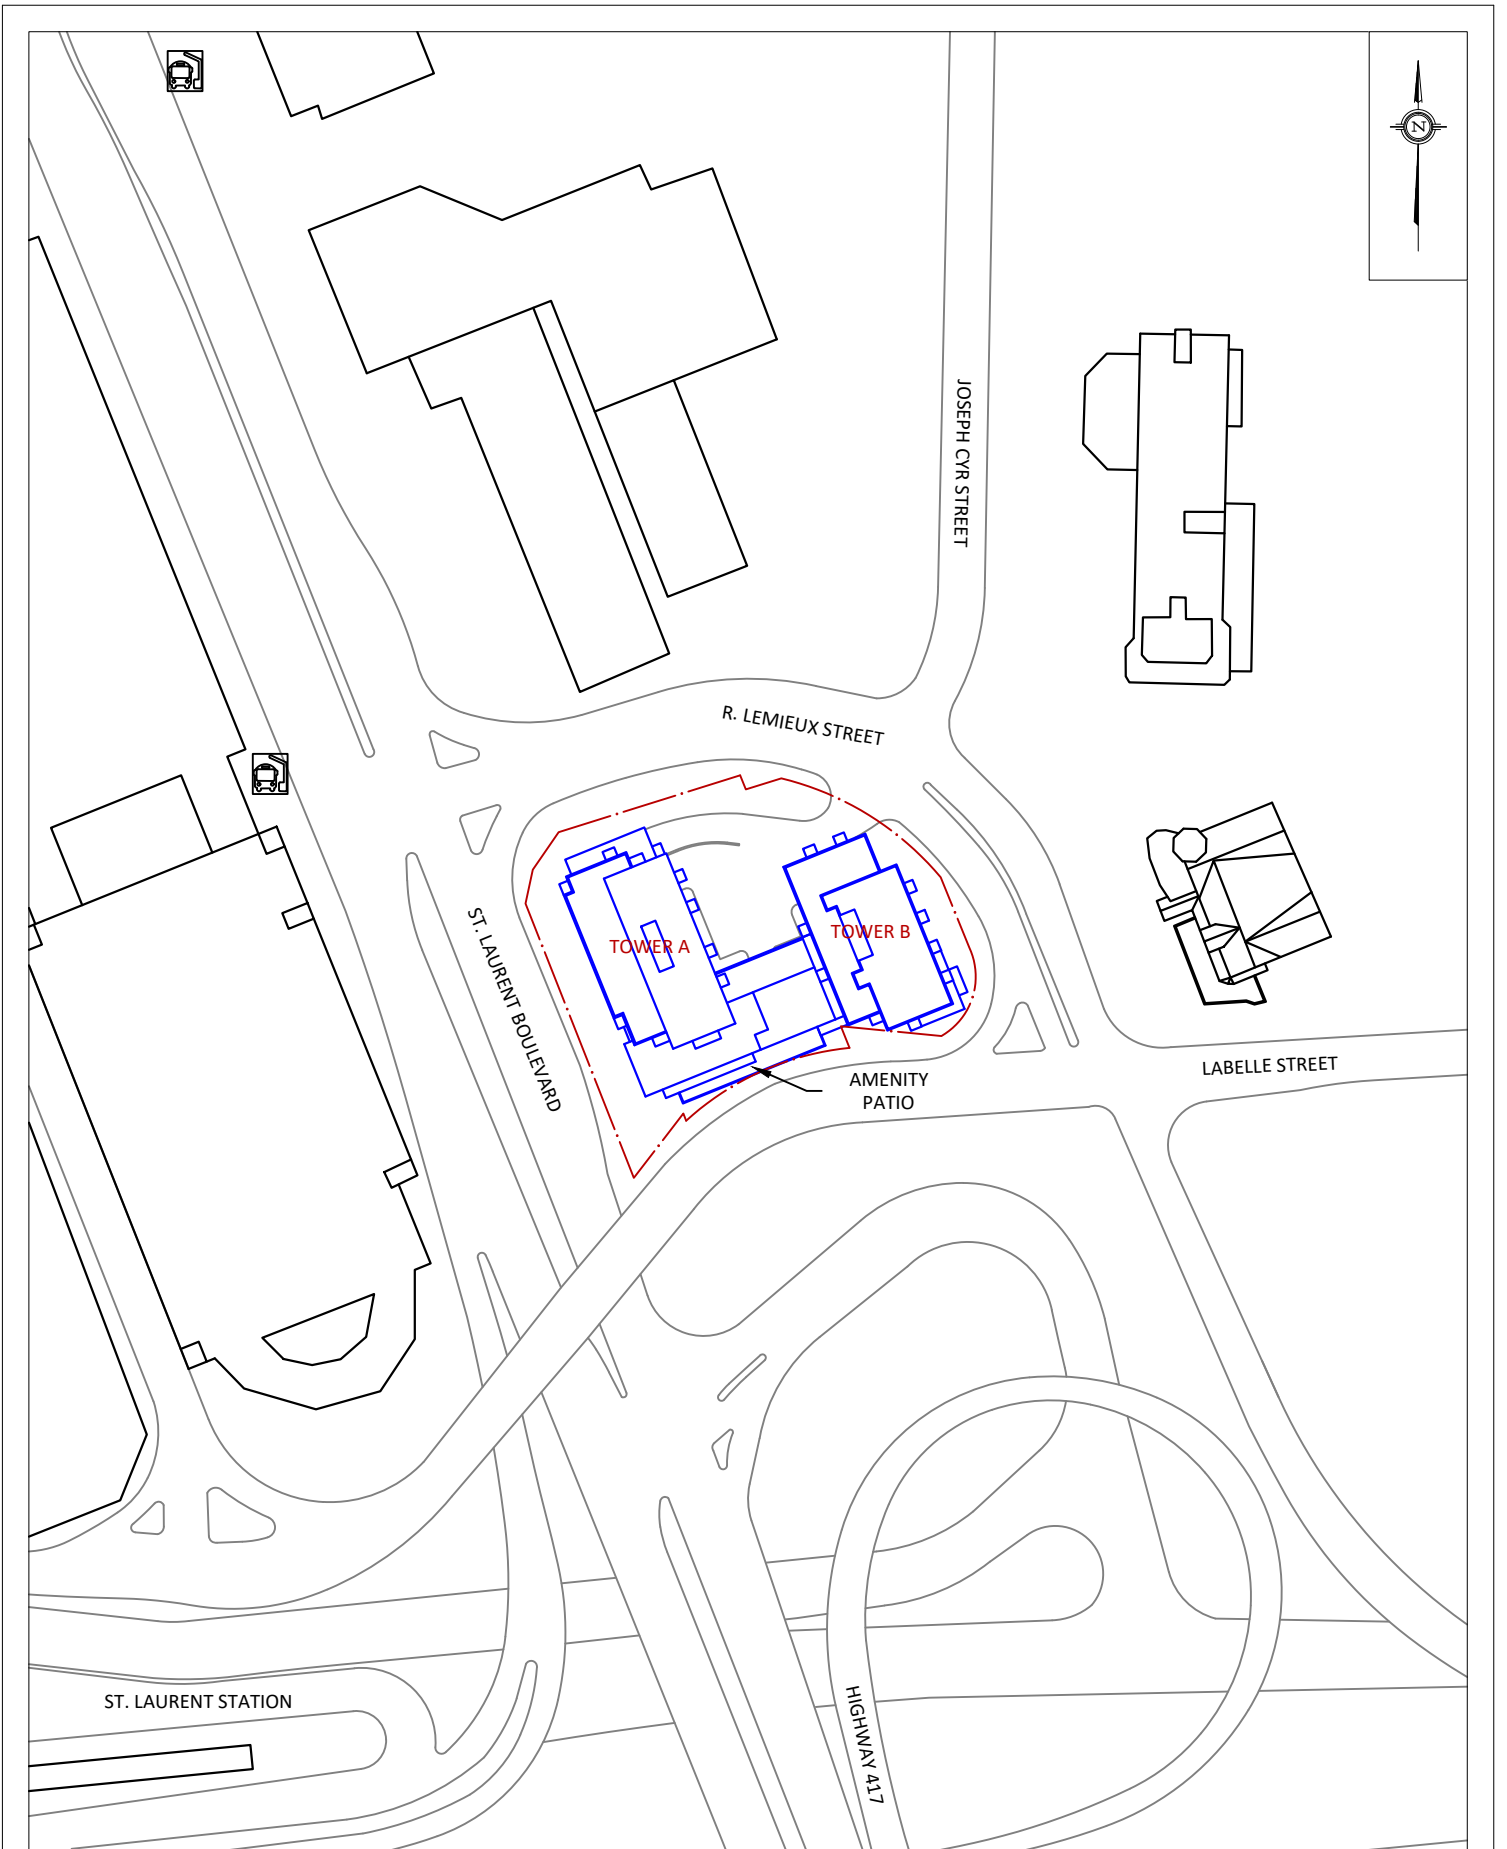 N
JOSEPH CYR STREET
R. LEMIEUX STREET
TOWER A
TOWER B
ST. LAURENT BOULEVARD
LABELLE STREET
AMENITY
PATIO
ST. LAURENT STATION
HIGHWAY 417